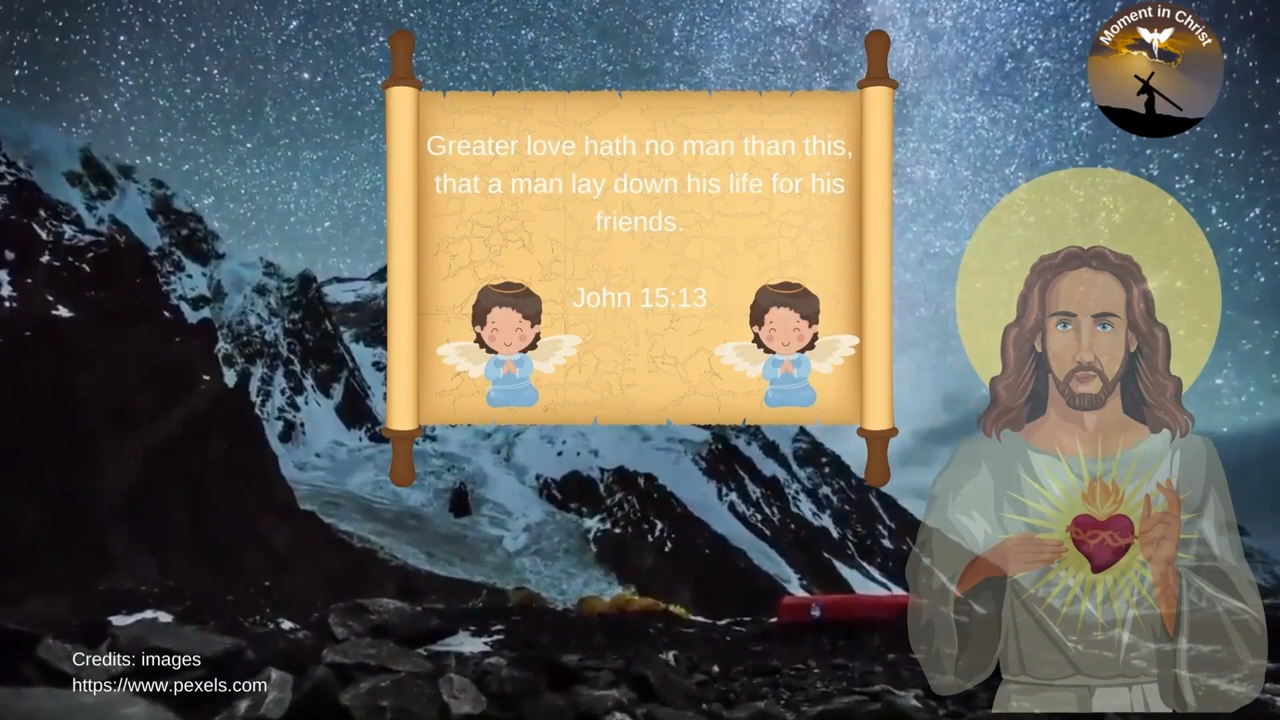 Moment in Christ
Greater love hath no man than this,
that a man lay down his life for his
friends.
John 15:13
Credits: images
https://www.pexels.com